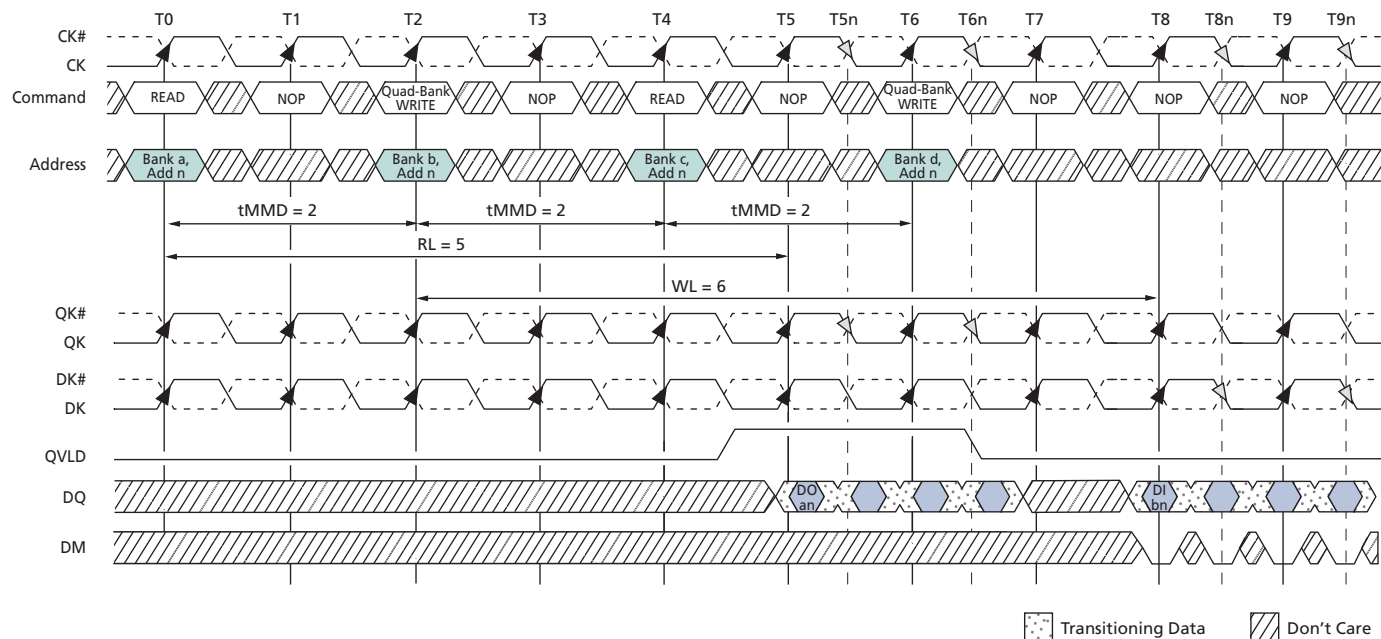 T0 T1 T2 T3 T4 T5 T5n T6 T6n T7 T8 T8n T9 T9n
CK#
CK
Command READ NOP Quad-Bank WRITE NOP READ NOP Quad-Bank WRITE NOP NOP NOP
Address Bank a, Add n Bank b, Add n Bank c, Add n Bank d, Add n
tMMD = 2 tMMD = 2 tMMD = 2
RL = 5
WL = 6
QK#
QK
DK#
DK
QVLD
DQ DO an DI bn
DM
Transitioning Data Don't Care